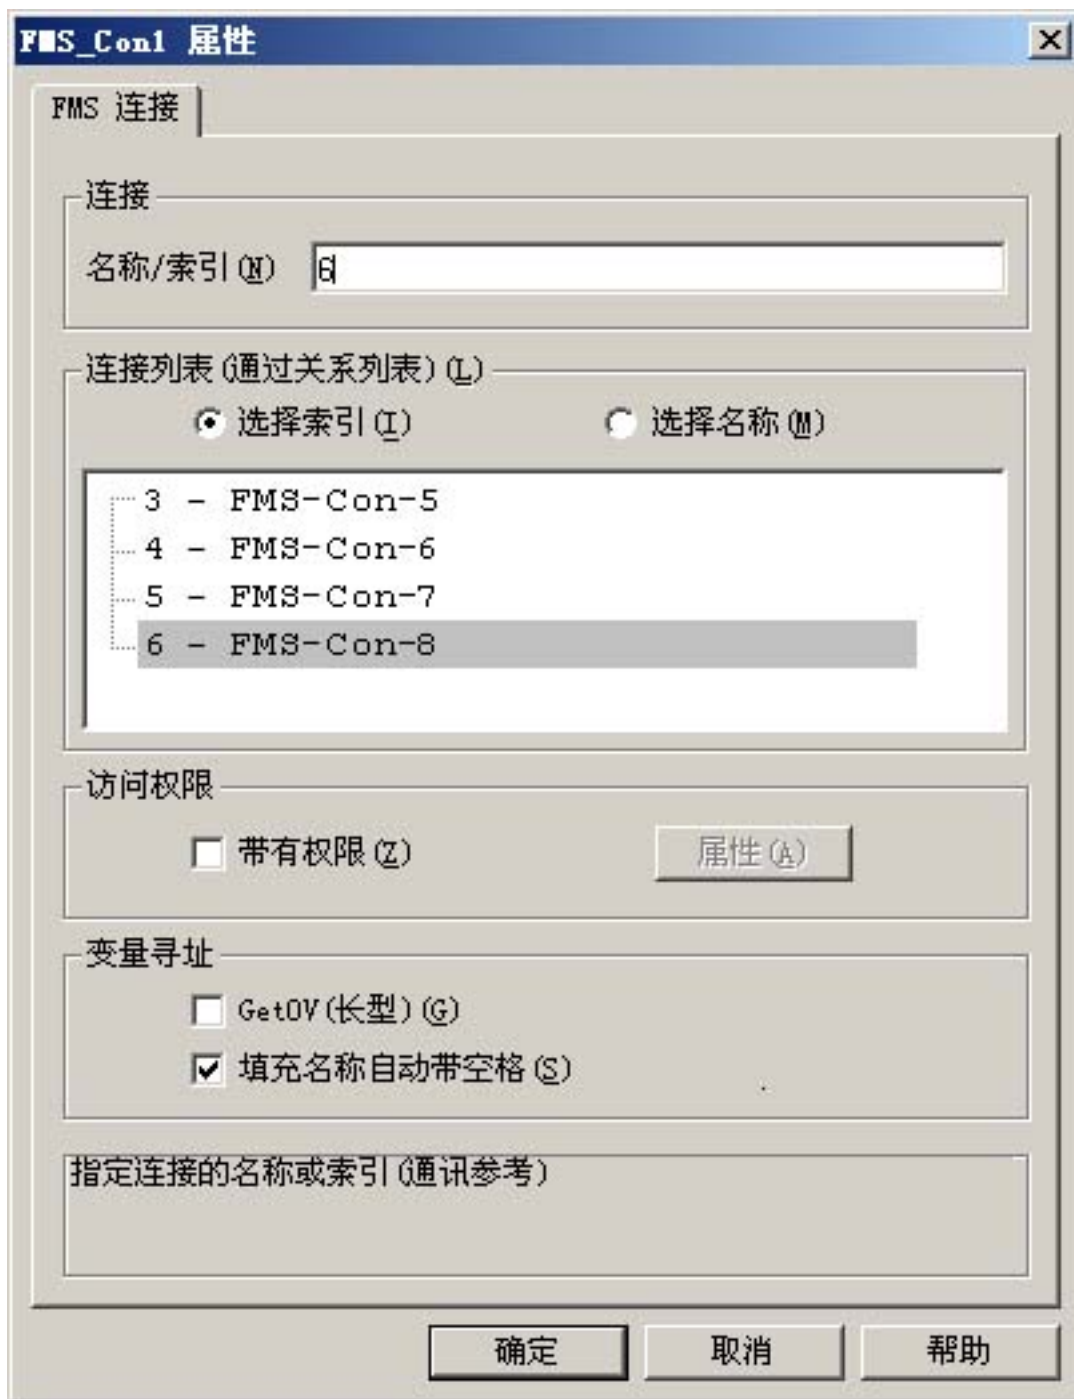 FMS_Con1 属性
FMS 连接
连接
名称/索引(N) 6
连接列表(通过关系列表)(L)
选择索引(I) 选择名称(M)
3 - FMS-Con-5
4 - FMS-Con-6
5 - FMS-Con-7
6 - FMS-Con-8
访问权限
带有权限(Z) 属性(A)
变量寻址
GetOV(长型)(G)
填充名称自动带空格(S)
指定连接的名称或索引(通讯参考)
确定 取消 帮助